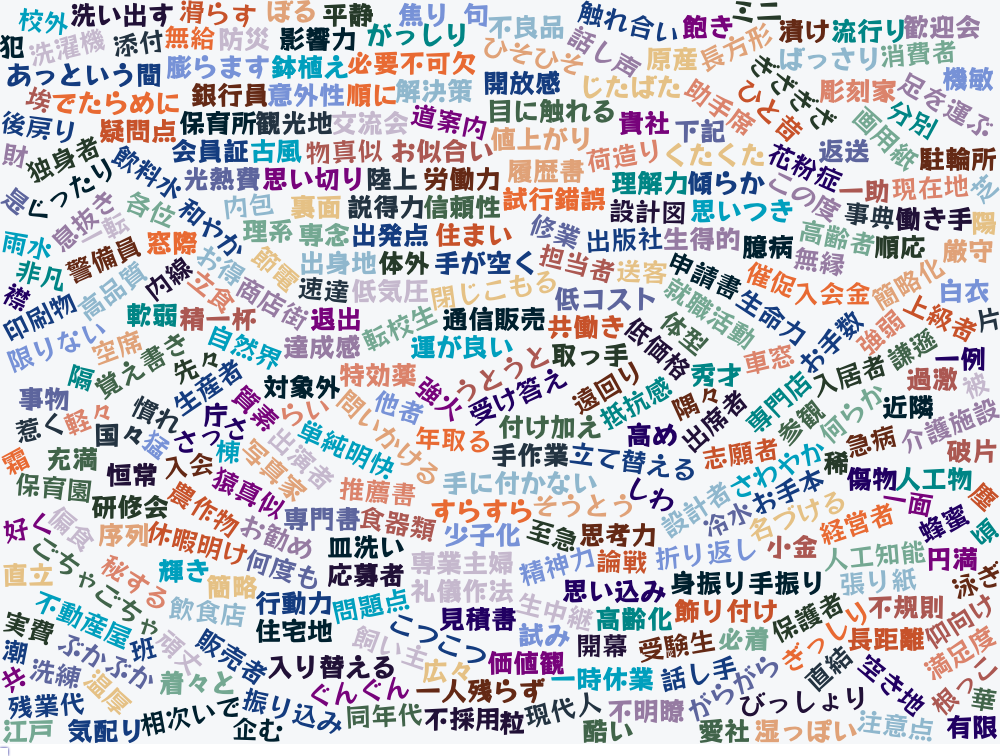 校外 洗い出す 滑らす ぼる 平静 焦り 句 不良品 触れ合い 飽き ミニ 漬け 流行り 歓迎会
犯 洗濯機 添付 無給 防災 影響力 がっしり ひそひそ 話し声 原産 長方形 ばっさり 消費者
あっという間 膨らます 鉢植え 必要不可欠 開放感 じたばた ぎざぎざ 機敏
埃 でたらめに 銀行員 意外性 順に 解決策 助手席 ひと苦 彫刻家 足を運ぶ
後戻り 疑問点 保育所 観光地 交流会 道案内 目に触れる 値上がり 貴社 下記 画用紙 分別
財 独身者 飲料水 会員証 古風 物真似 お似合い 履歴書 荷造り くたくた 花粉症 返送 駐輪所
是 ぐったり 光熱費 思い切り 陸上 労働力 試行錯誤 理解力 傾らか この度 一助 現在地 乏
息抜き 一転 各位 和やか 内包 裏面 説得力 信頼性 設計図 思いつき 事典 働き手 陽
雨水 警備員 窓際 理系 専念 出発点 住まい 修業 出版社 生得的 臆病 高齢者 順応 厳守
非凡 高品質 内線 お得 節電 出身地 体外 手が空く 担当者 送客 申請書 催促 無縁 簡略化
襟 印刷物 立食 商店街 速達 低気圧 閉じこもる 低コスト 就職活動 生命力 入会金 白衣
限りない 軟弱 精一杯 退出 転校生 通信販売 共働き 低価格 体型 お手数 強弱 上級者 片
空席 覚え書き 先々 自然界 達成感 運が良い うとうと 取っ手 車窓 謙遜 一例
隔 事物 生産者 対象外 特効薬 強火 受け答え 遠回り 抵抗感 秀才 専門店 入居者 過激 被
惹く 軽々 慣れ 庁 質素 らい 問いかける 他者 隅々 出席者 参観 何らか 近隣
国々 猛 さっさ 棟 出演者 単純明快 年取る 付け加え 高め 急病 介護施設
霜 充満 恒常 入会 写真家 手作業 立て替える 志願者 さわやか 稀 破片
保育園 研修会 農作物 猿真似 推薦書 手に付かない しわ 設計者 お手本 傷物 人工物
好く 偏食 序列 休暇明け お勧め 専門書 食器類 すらすら そうとう 冷水 名づける 一面 塵
ごちゃごちゃ 秘する 輝き 何度も 皿洗い 少子化 至急 思考力 経営者 蜂蜜 頃
直立 簡略 応募者 専業主婦 精神力 論戦 折り返し 小金 人工知能 円満
不動産屋 飲食店 行動力 問題点 礼儀作法 思い込み 身振り手振り 張り紙 泳ぎ
実費 班 頑丈 住宅地 こつこつ 見積書 生中継 高齢化 飾り付け 保護者 不規則 仰向け
潮 ぷかぷか 販売者 飼い主 試み 開幕 受験生 必着 ぎっしり 長距離
共 洗練 温厚 着々と 入り替える 広々 価値観 一時休業 話し手 直結 空き地 満足度
残業代 振り込み ぐんぐん 一人残らず がらがら びっしょり 根っこ 華
江戸 気配り 相次いで 企む 同年代 不採用 粒 現代人 酷い 不明瞭 愛社 湿っぽい 注意点 有限